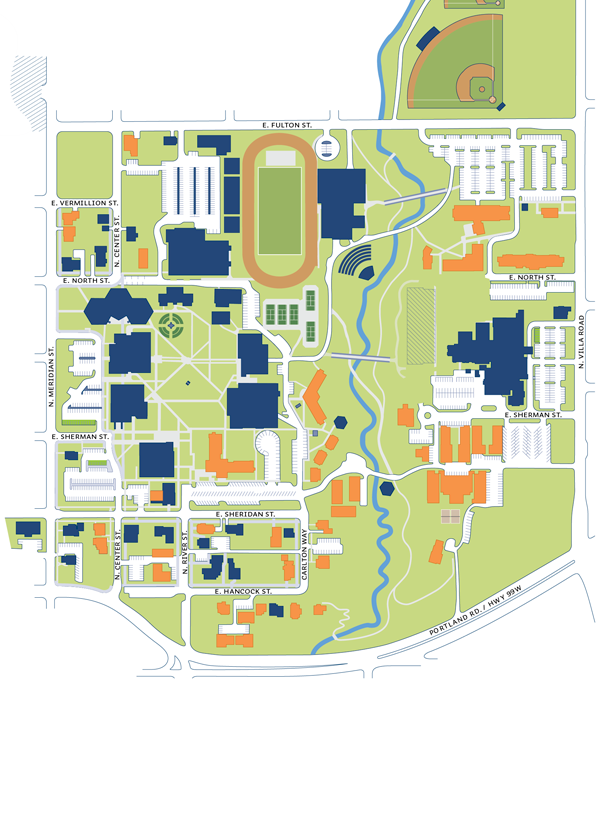 E. FULTON ST.
E. VERMILLION ST.
N. CENTER ST.
E. NORTH ST.
E. NORTH ST.
N. MERIDIAN ST.
N. VILLA ROAD
E. SHERMAN ST.
E. SHERMAN ST.
E. SHERIDAN ST.
N. CENTER ST.
N. RIVER ST.
CARLTON WAY
E. HANCOCK ST.
PORTLAND RD. / HWY 99W